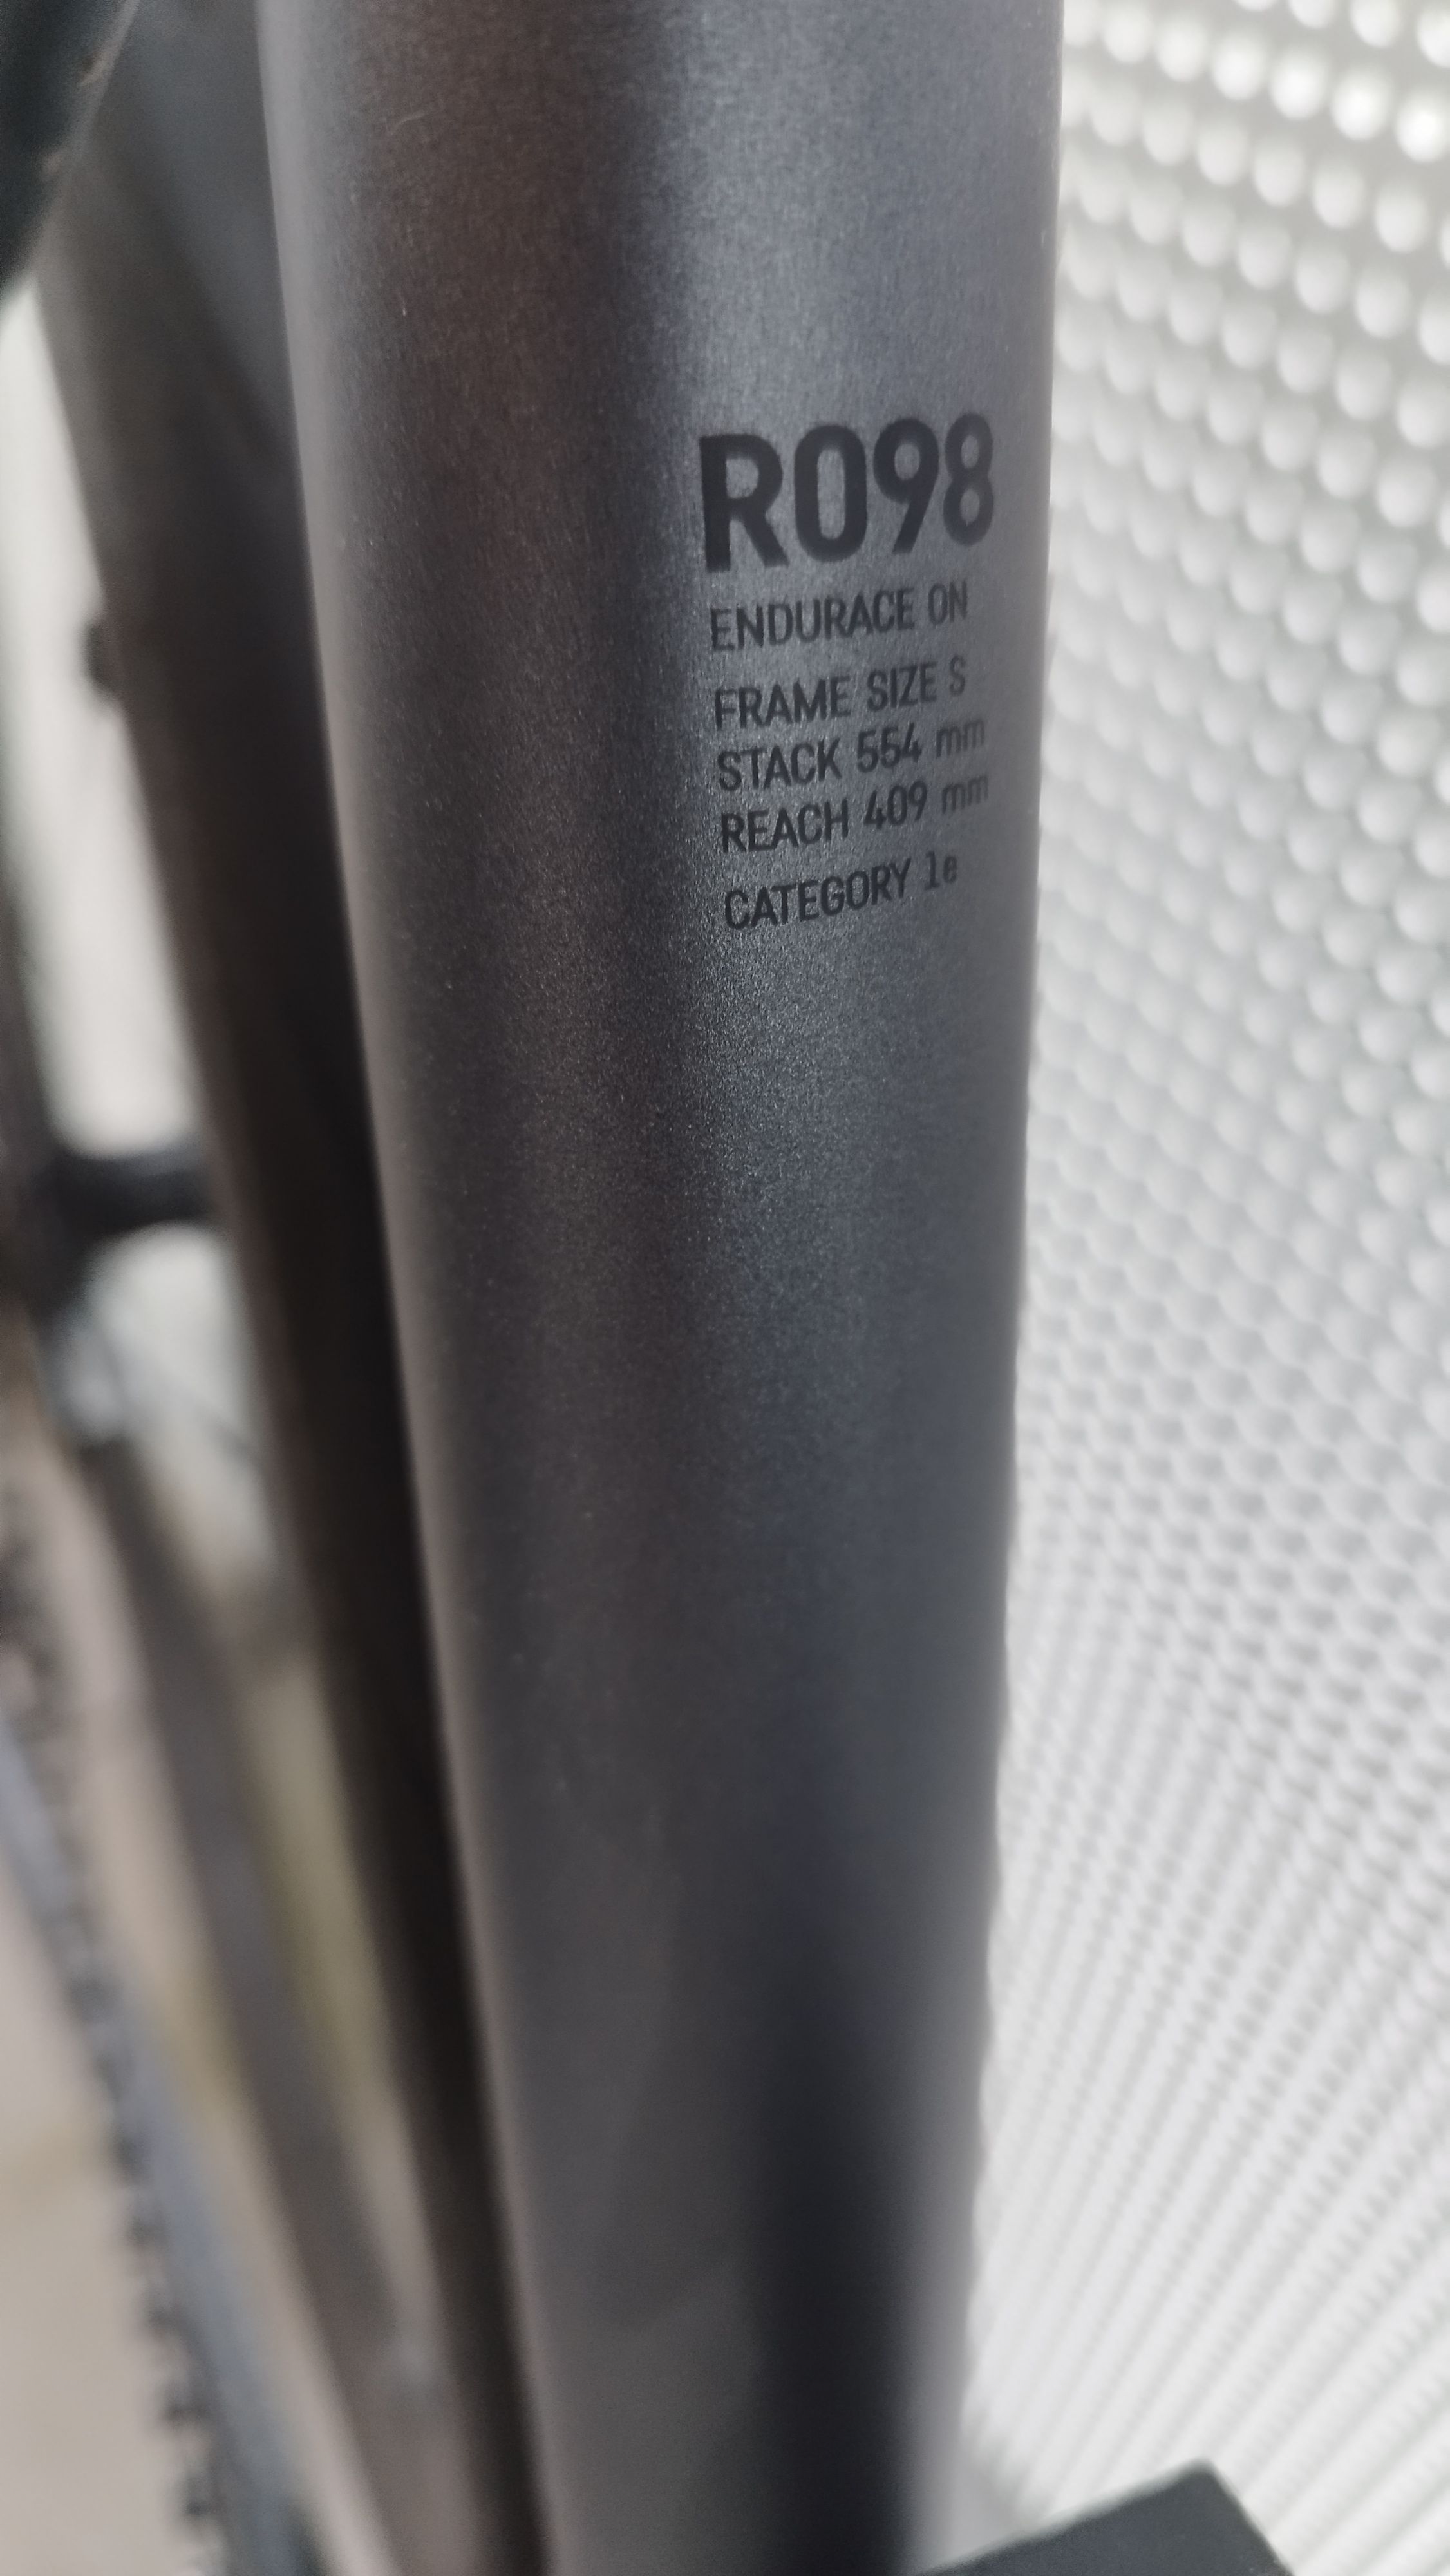 R098
ENDURACE ON
FRAME SIZE S
STACK 554 mm
REACH 409 mm
CATEGORY 1e